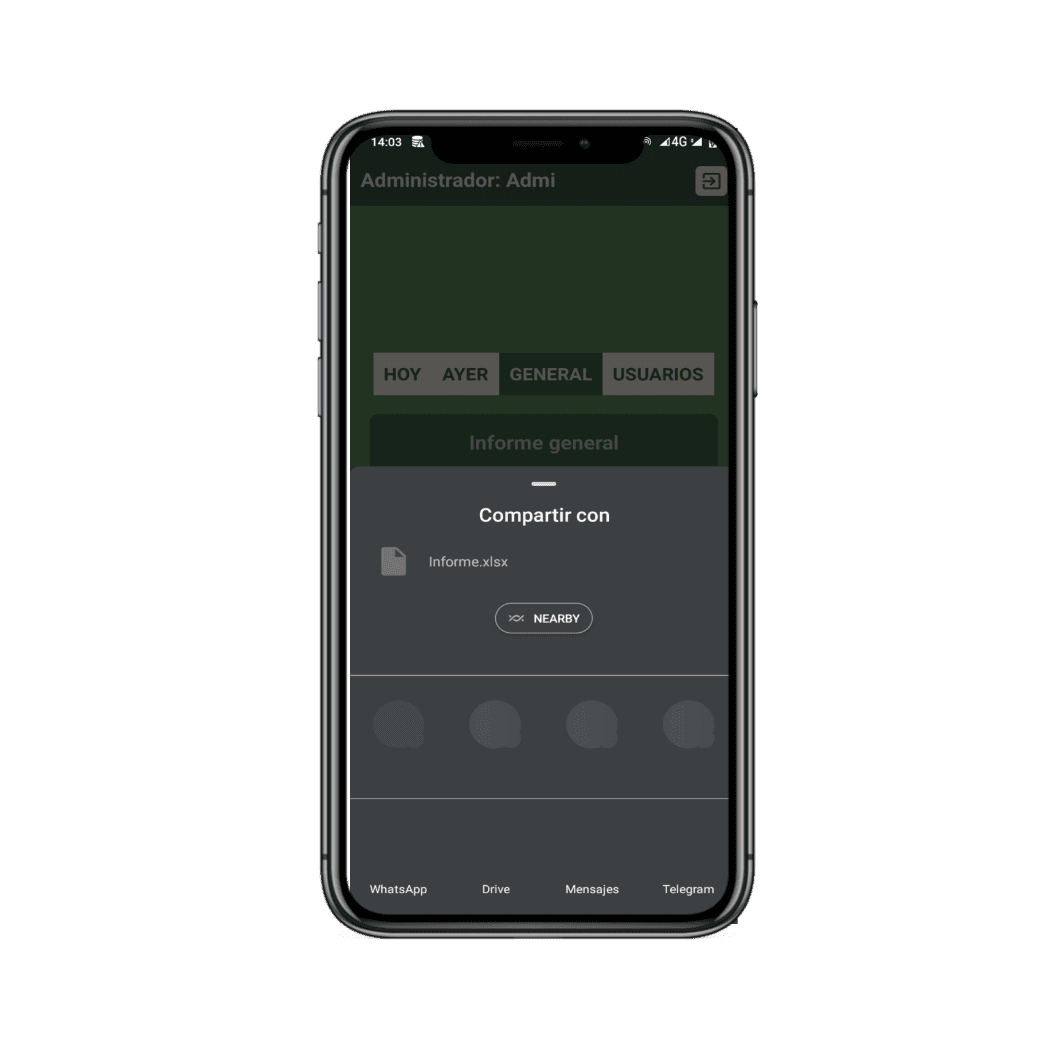 14:03 4G
Administrador: Admi
HOY AYER GENERAL USUARIOS
Informe general
Compartir con
Informe.xlsx
NEARBY
WhatsApp Drive Mensajes Telegram